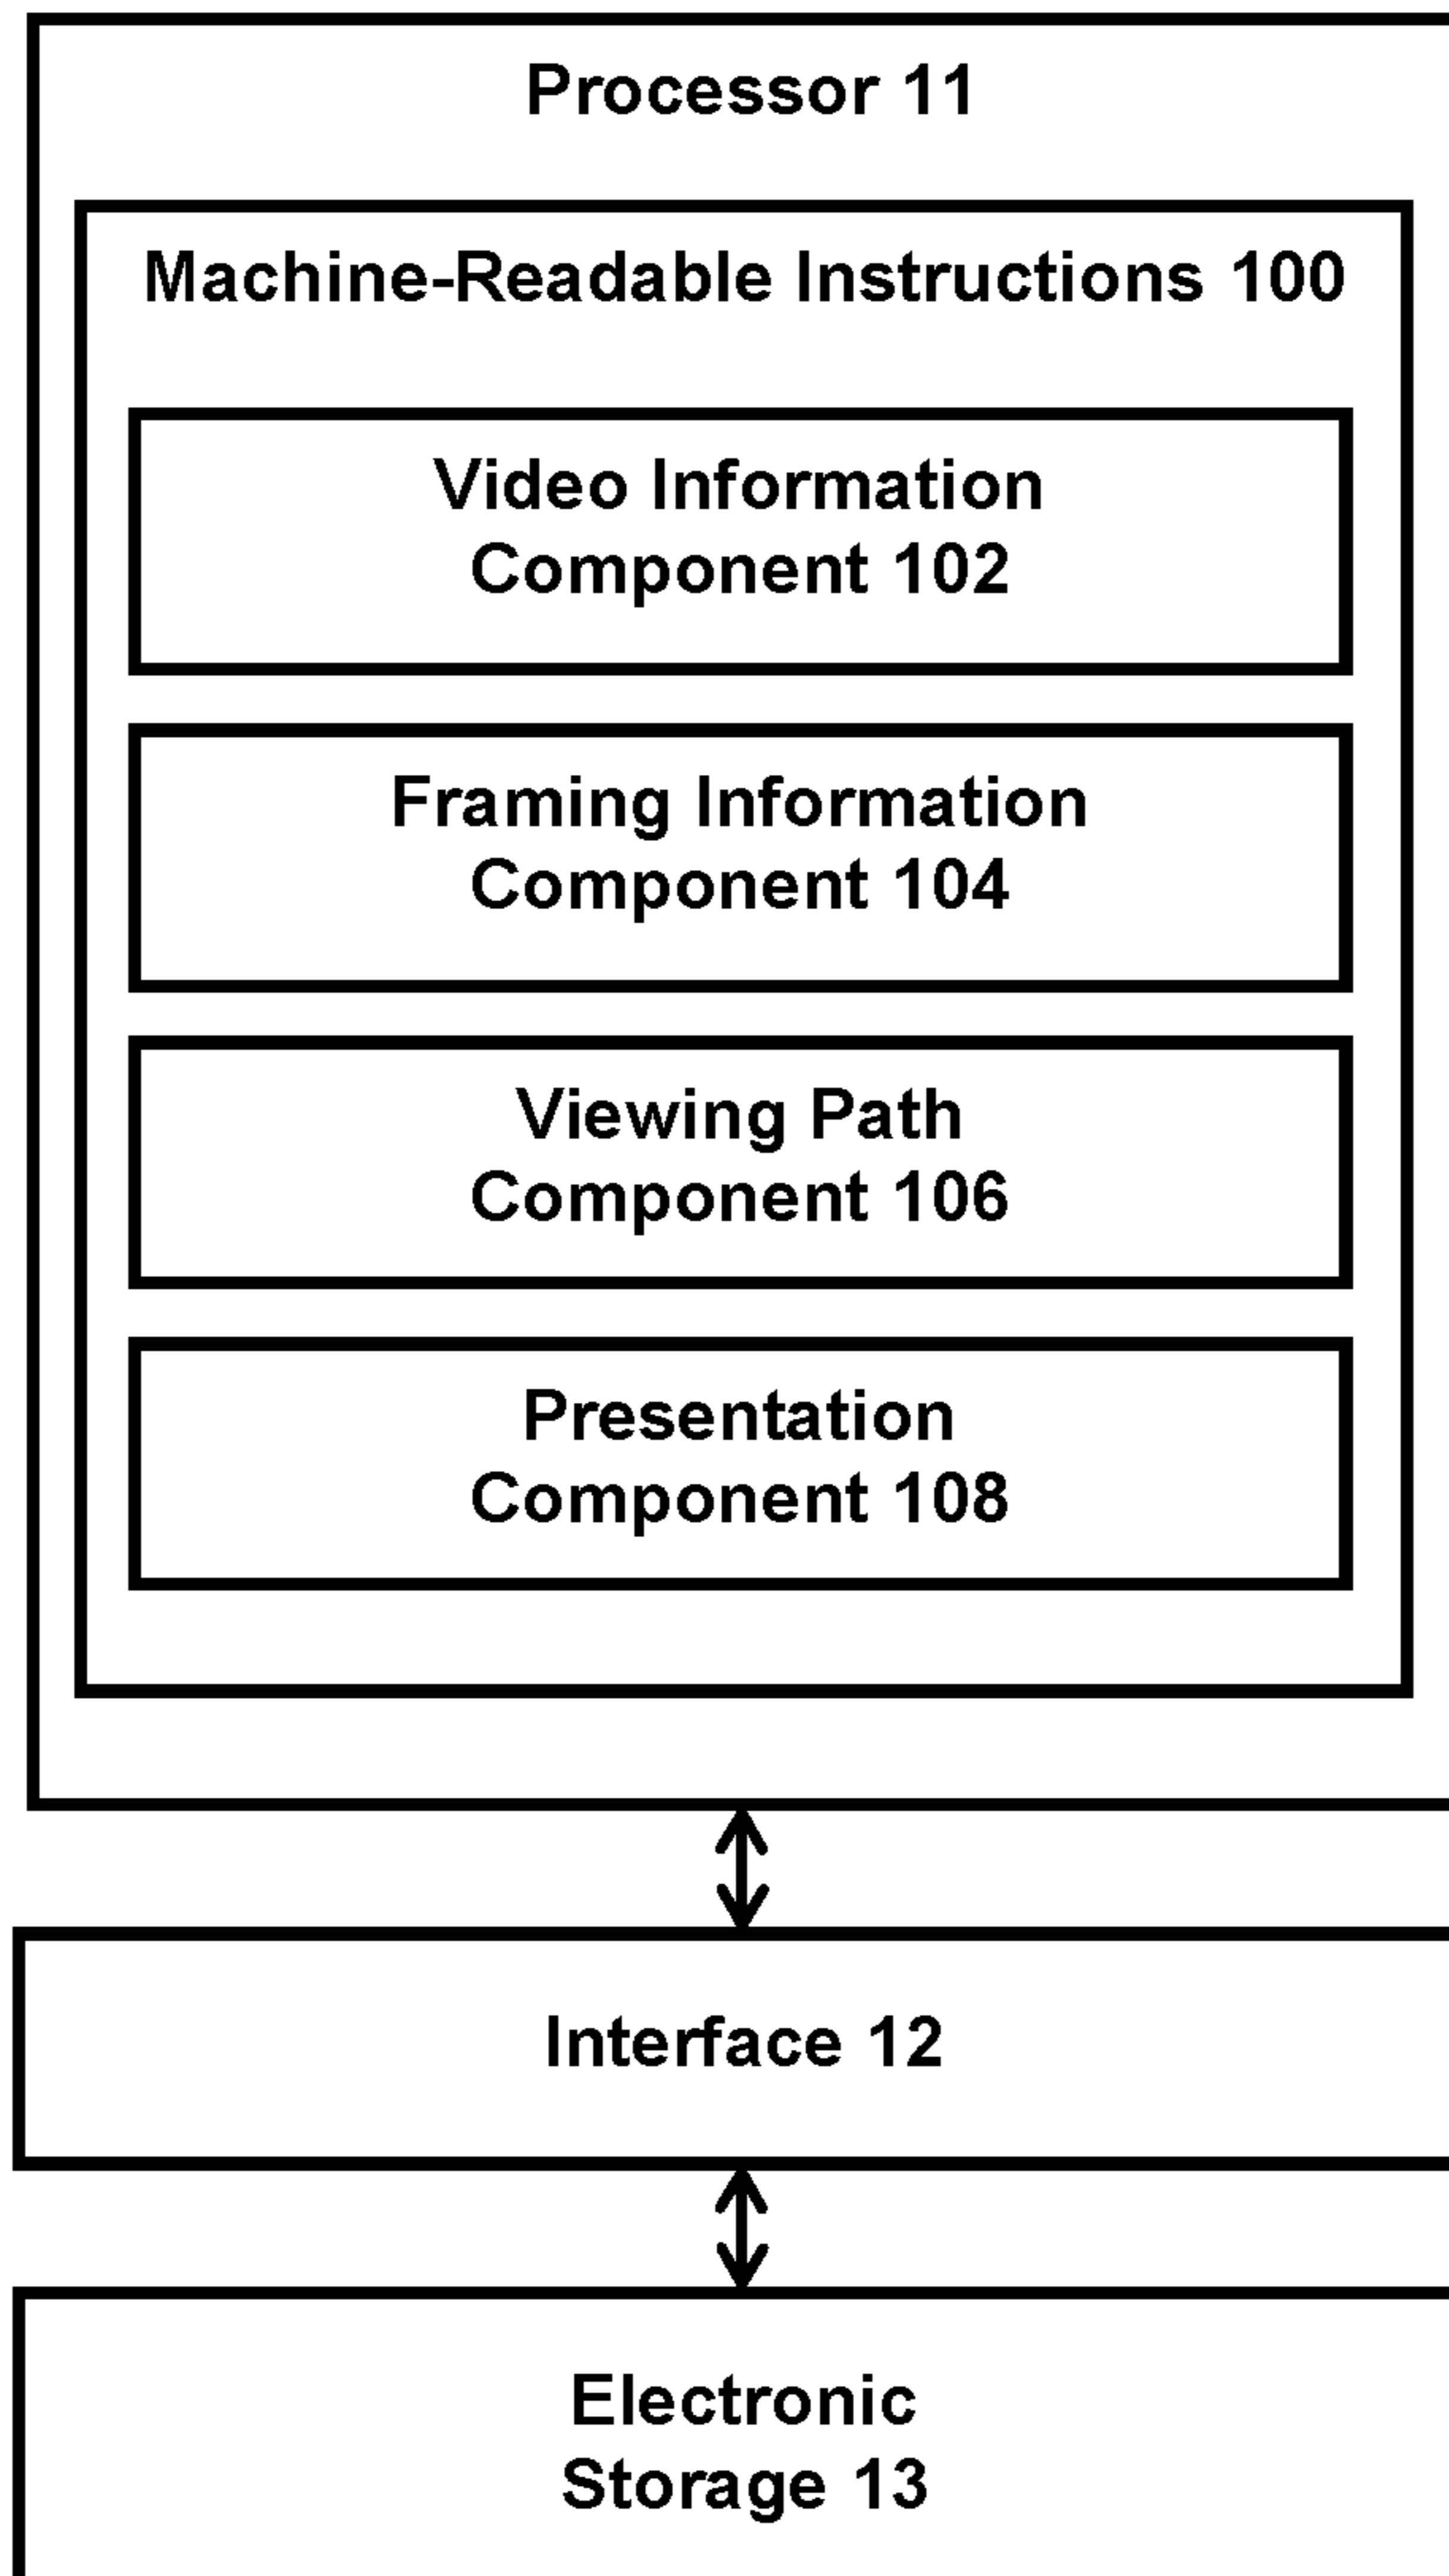 Processor 11
Machine-Readable Instructions 100
Video Information
Component 102
Framing Information
Component 104
Viewing Path
Component 106
Presentation
Component 108
Interface 12
Electronic
Storage 13